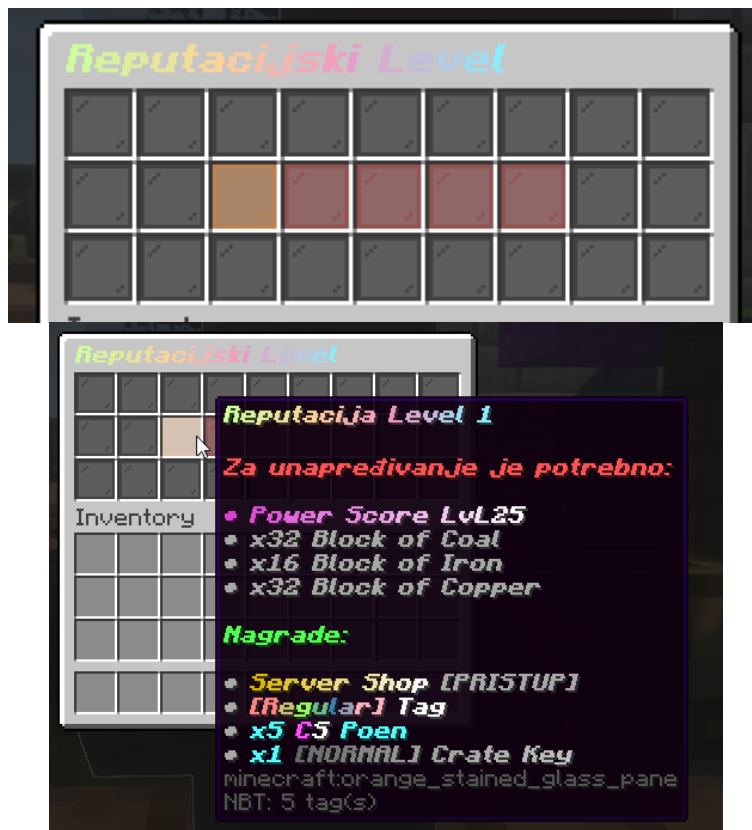 Reputacijski Level
Reputacijski Level
Reputacija Level 1
Za unapređivanje je potrebno:
• Power Score LvL25
• x32 Block of Coal
• x16 Block of Iron
• x32 Block of Copper
Inventory
Nagrade:
• Server Shop [PRISTUP]
• [Regular] Tag
• x5 CS Poen
• x1 [NORMAL] Crate Key
minecraft:orange_stained_glass_pane
NBT: 5 tag(s)